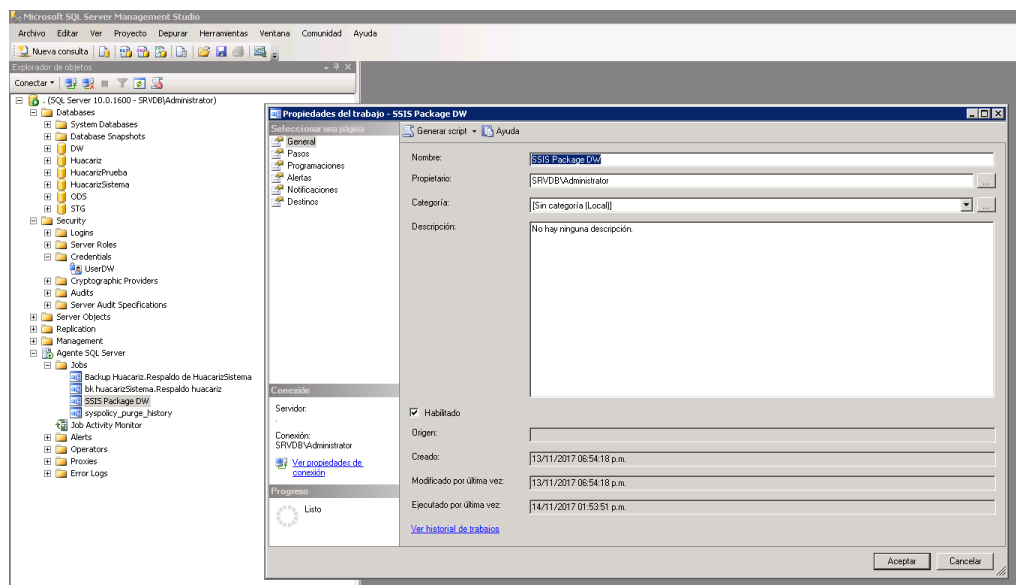 Microsoft SQL Server Management Studio
Archivo Editar Ver Proyecto Depurar Herramientas Ventana Comunidad Ayuda
Nueva consulta
Explorador de objetos
Conectar
. (SQL Server 10.0.1600 - SRVDB\Administrator)
Databases
System Databases
Database Snapshots
DW
Huacariz
HuacarizPrueba
HuacarizSistema
ODS
STG
Security
Logins
Server Roles
Credentials
UserDW
Cryptographic Providers
Audits
Server Audit Specifications
Server Objects
Replication
Management
Agente SQL Server
Jobs
Backup Huacariz.Respaldo de HuacarizSistema
bk huacarizSistema.Respaldo huacariz
SSIS Package DW
syspolicy_purge_history
Job Activity Monitor
Alerts
Operators
Proxies
Error Logs
Propiedades del trabajo - SSIS Package DW
Seleccionar una página
General
Pasos
Programaciones
Alertas
Notificaciones
Destinos
Conexión
Servidor:
.
Conexión:
SRVDB\Administrator
Ver propiedades de
conexión
Progreso
Listo
Generar script Ayuda
Nombre: SSIS Package DW
Propietario: SRVDB\Administrator ...
Categoría: [Sin categoría (Local)] ...
Descripción: No hay ninguna descripción.
Habilitado
Origen:
Creado: 13/11/2017 06:54:18 p.m.
Modificado por última vez: 13/11/2017 06:54:18 p.m.
Ejecutado por última vez: 14/11/2017 01:53:51 p.m.
Ver historial de trabajos
Aceptar Cancelar